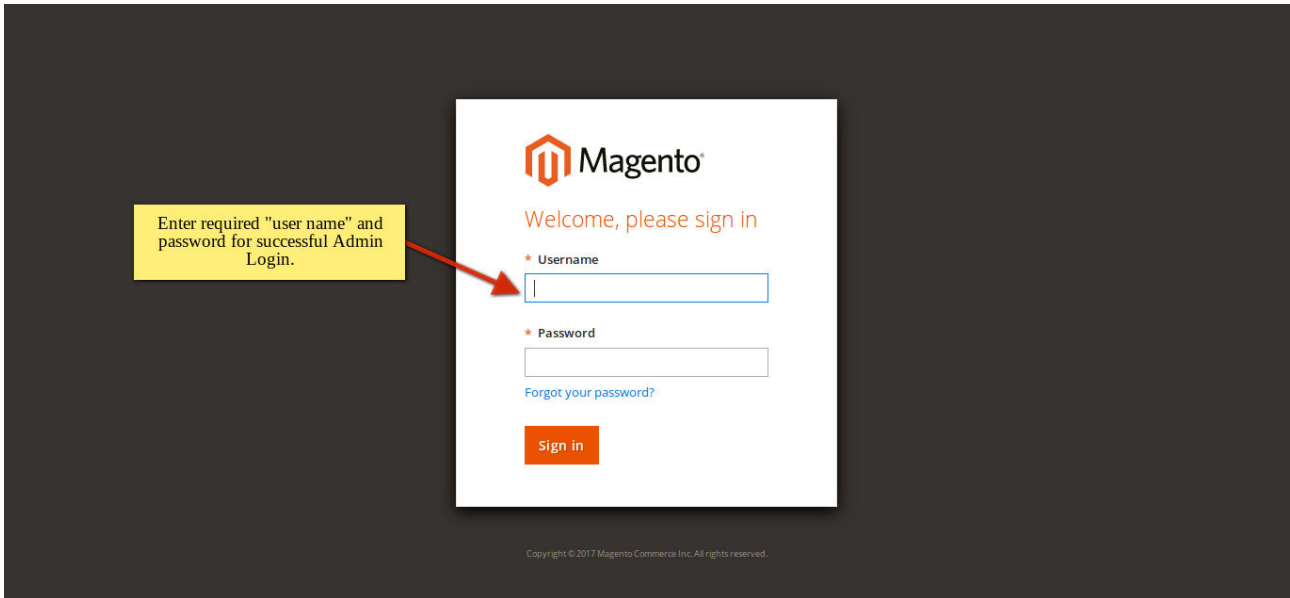 Magento®
Welcome, please sign in
Enter required "user name" and
password for successful Admin
Login.
* Username
* Password
Forgot your password?
Sign in
Copyright © 2017 Magento Commerce Inc. All rights reserved.